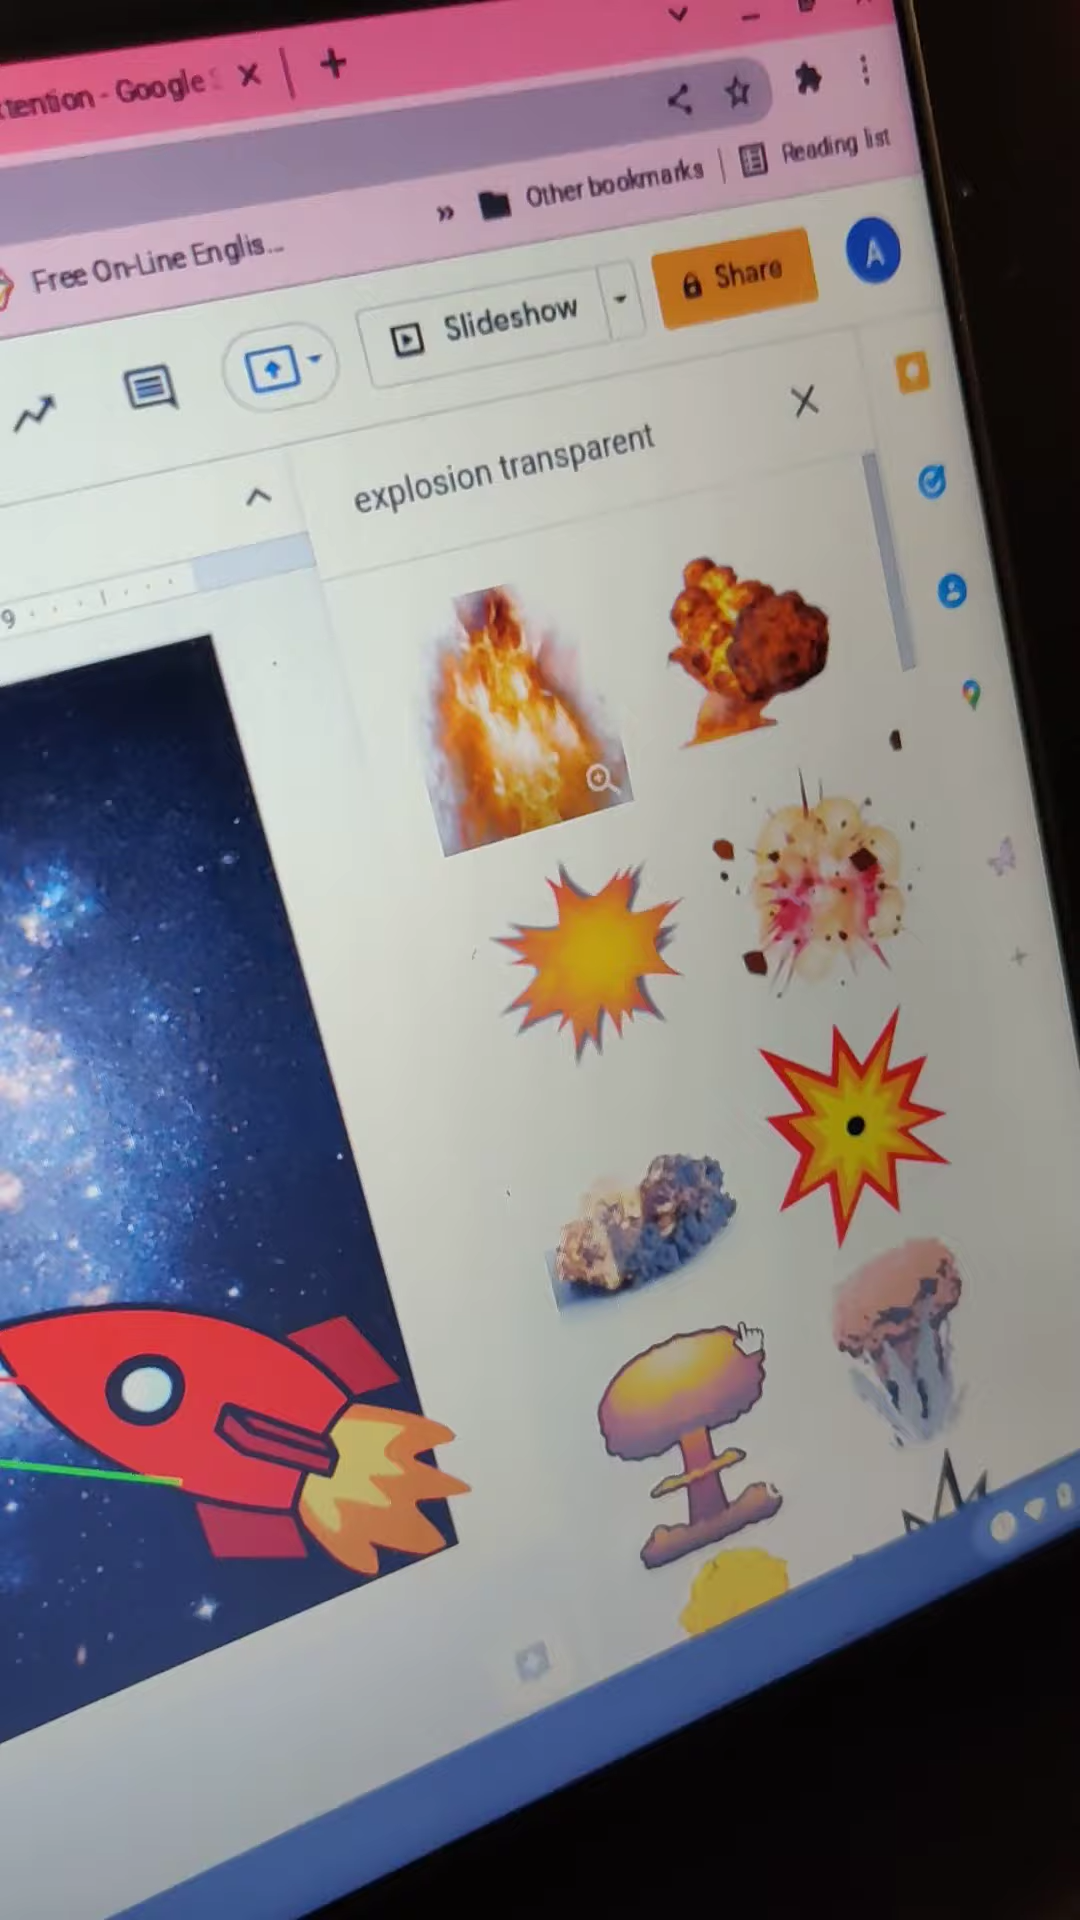 tention - Google
Other bookmarks
Reading list
Free On-Line Englis...
Slideshow
Share
A
explosion transparent
9